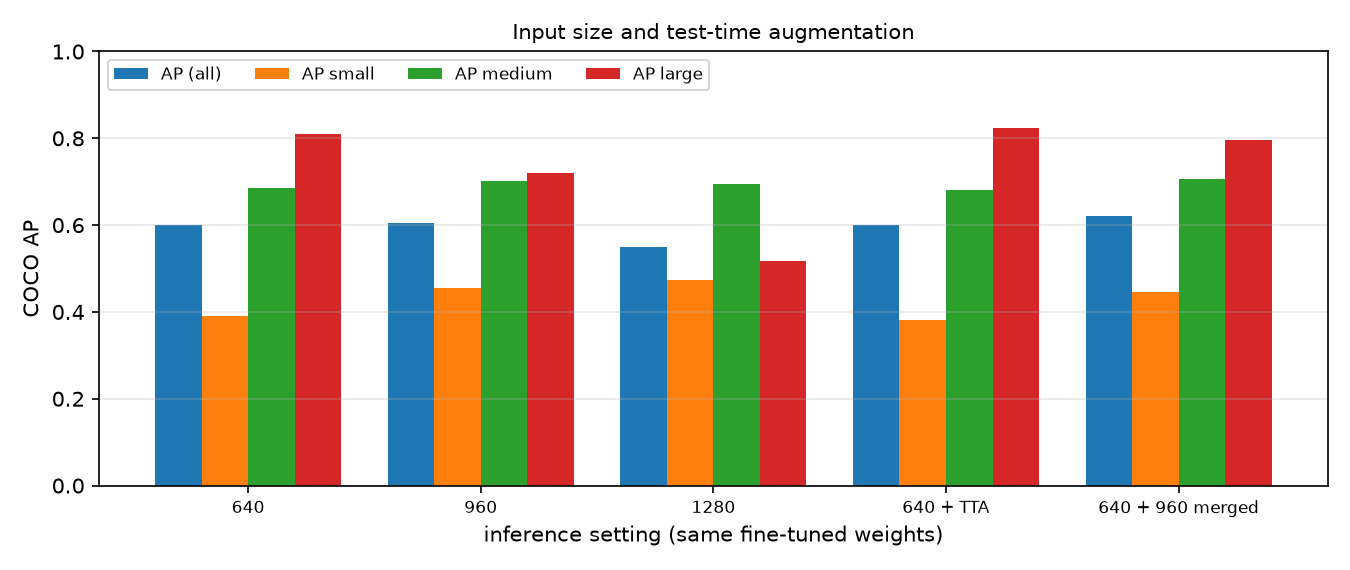 Input size and test-time augmentation
AP (all) AP small AP medium AP large
COCO AP
1.0
0.8
0.6
0.4
0.2
0.0
640 960 1280 640 + TTA 640 + 960 merged
inference setting (same fine-tuned weights)